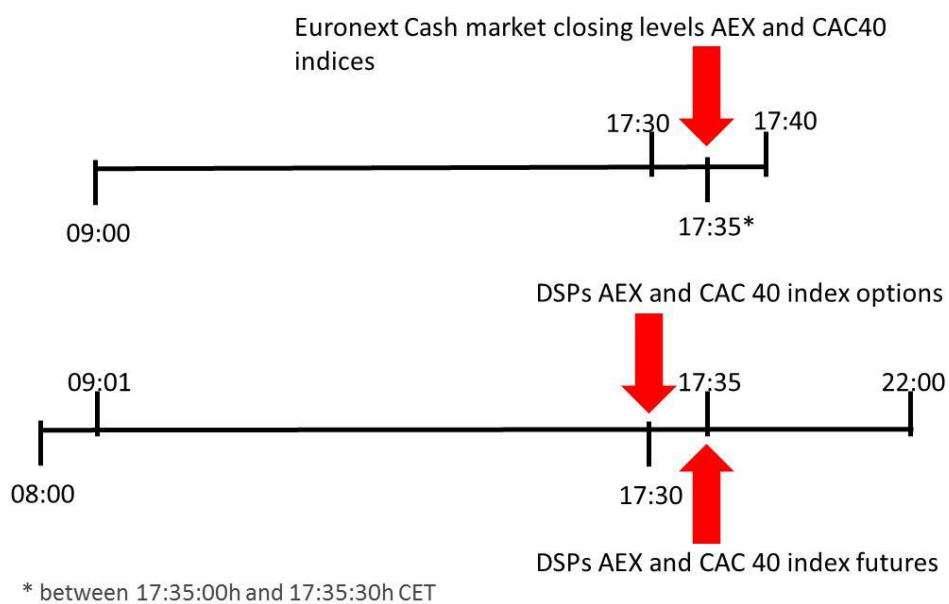 Euronext Cash market closing levels AEX and CAC40
indices
17:30
17:40
09:00
17:35*
DSPs AEX and CAC 40 index options
09:01
17:35
22:00
08:00
17:30
DSPs AEX and CAC 40 index futures
* between 17:35:00h and 17:35:30h CET